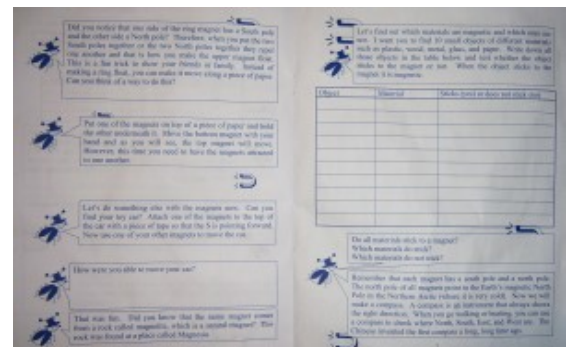 Did you notice that one side of the ring magnet has a South pole
and the other side a North pole? Therefore, when you put the two
South poles together or the two North poles together they repel
one another and that is how you make the upper magnet float.
This is a fun trick to show your friends or family. Instead of
making a ring float, you can make it move using a piece of paper.
Can you think of a way to do this?
Put one of the magnets on top of a piece of paper and hold
the other underneath it. Move the bottom magnet with your
hand and as you will see, the top magnet will move.
However, this time you need to have the magnets attracted
to one another.
Let's do something else with the magnets now. Can you
find your toy car? Attach one of the magnets to the top of
the car with a piece of tape so that the S is pointing forward.
Now use one of your other magnets to move the car.
How were you able to move your car?
That was fun. Did you know that the name magnet comes
from a rock called magnetite, which is a natural magnet? This
rock was found at a place called Magnesia
Let's find out which materials are magnetic and which ones are
not. I want you to find 10 small objects of different materials
such as plastic, wood, metal, glass, and paper. Write down all
these objects in the table below and test whether the object
sticks to the magnet or not. When the object sticks to the
magnet it is magnetic.
Object Material Sticks (yes) or does not stick (no)
Do all materials stick to a magnet?
Which materials do stick?
Which materials do not stick?
Remember that each magnet has a south pole and a north pole.
The north pole of all magnets point to the Earth's magnetic North
Pole in the Northern Arctic (where it is very cold). Now we will
make a compass. A compass is an instrument that always shows
the right direction. When you go walking or boating, you can use
a compass to check where North, South, East, and West are. The
Chinese invented the first compass a long, long time ago.